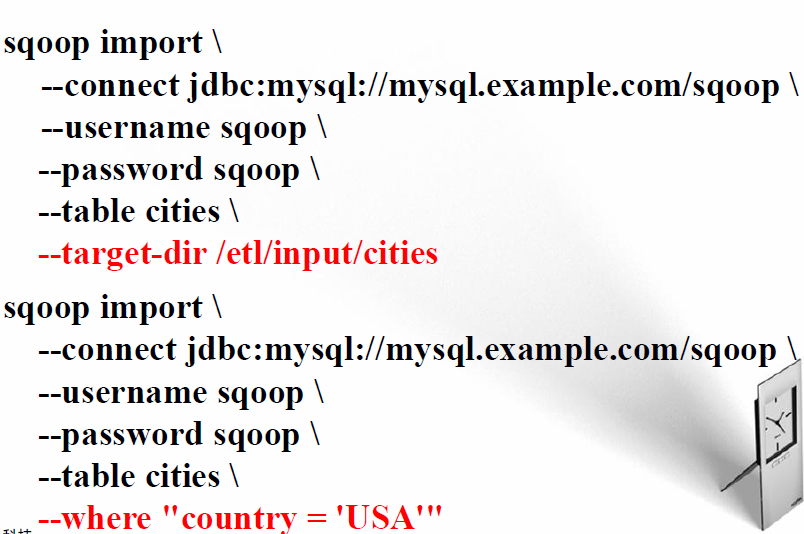 sqoop import \
--connect jdbc:mysql://mysql.example.com/sqoop \
--username sqoop \
--password sqoop \
--table cities \
--target-dir /etl/input/cities
sqoop import \
--connect jdbc:mysql://mysql.example.com/sqoop \
--username sqoop \
--password sqoop \
--table cities \
--where "country = 'USA'"